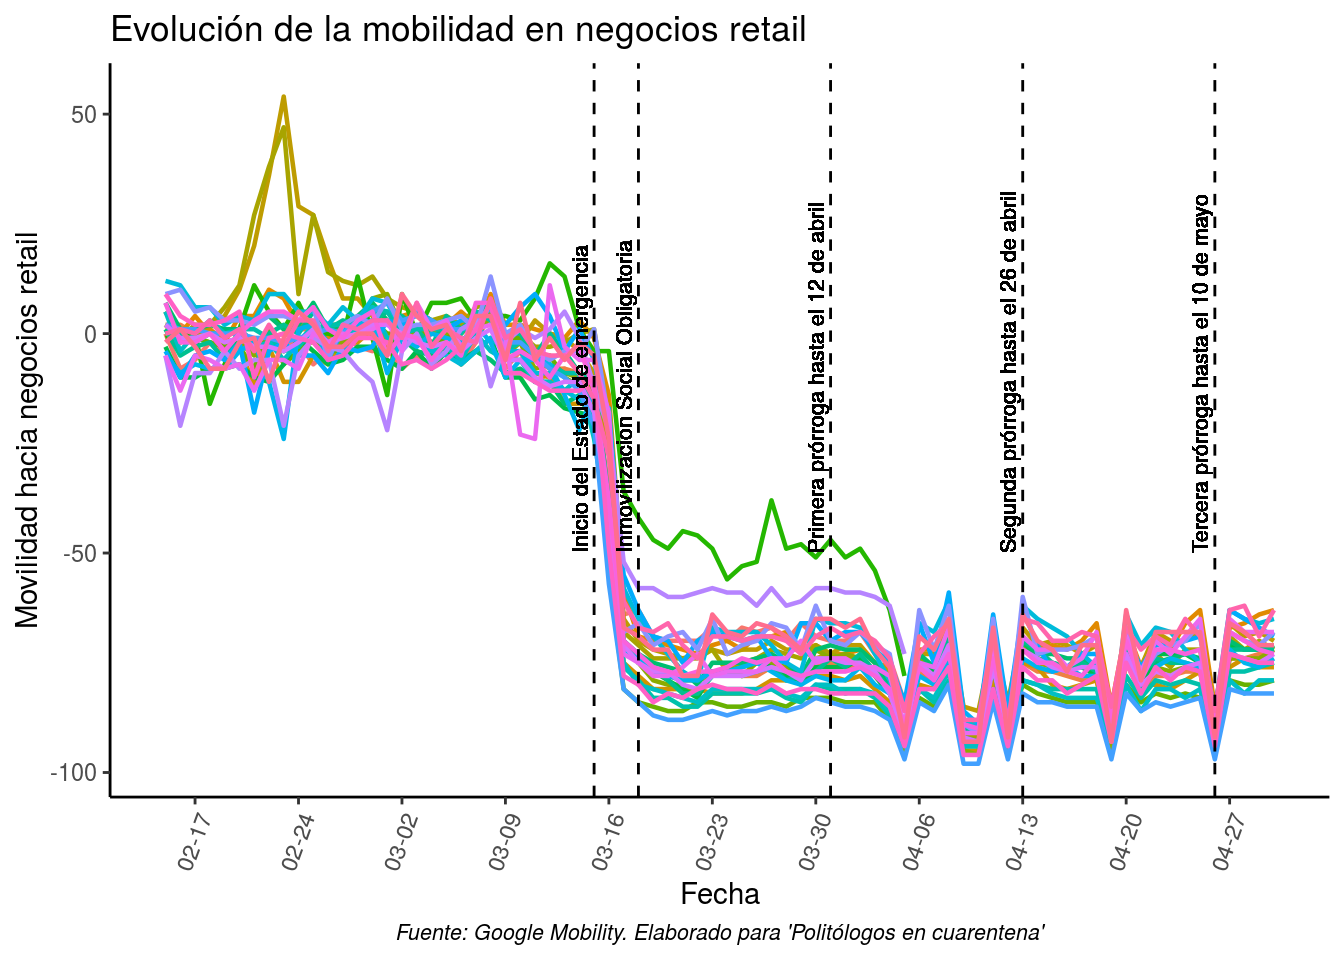 Evolución de la mobilidad en negocios retail
Movilidad hacia negocios retail
50
0
-50
-100
Inicio del Estado de emergencia
Inmovilizacion Social Obligatoria
Primera prórroga hasta el 12 de abril
Segunda prórroga hasta el 26 de abril
Tercera prórroga hasta el 10 de mayo
02-17
02-24
03-02
03-09
03-16
03-23
03-30
04-06
04-13
04-20
04-27
Fecha
Fuente: Google Mobility. Elaborado para 'Politólogos en cuarentena'